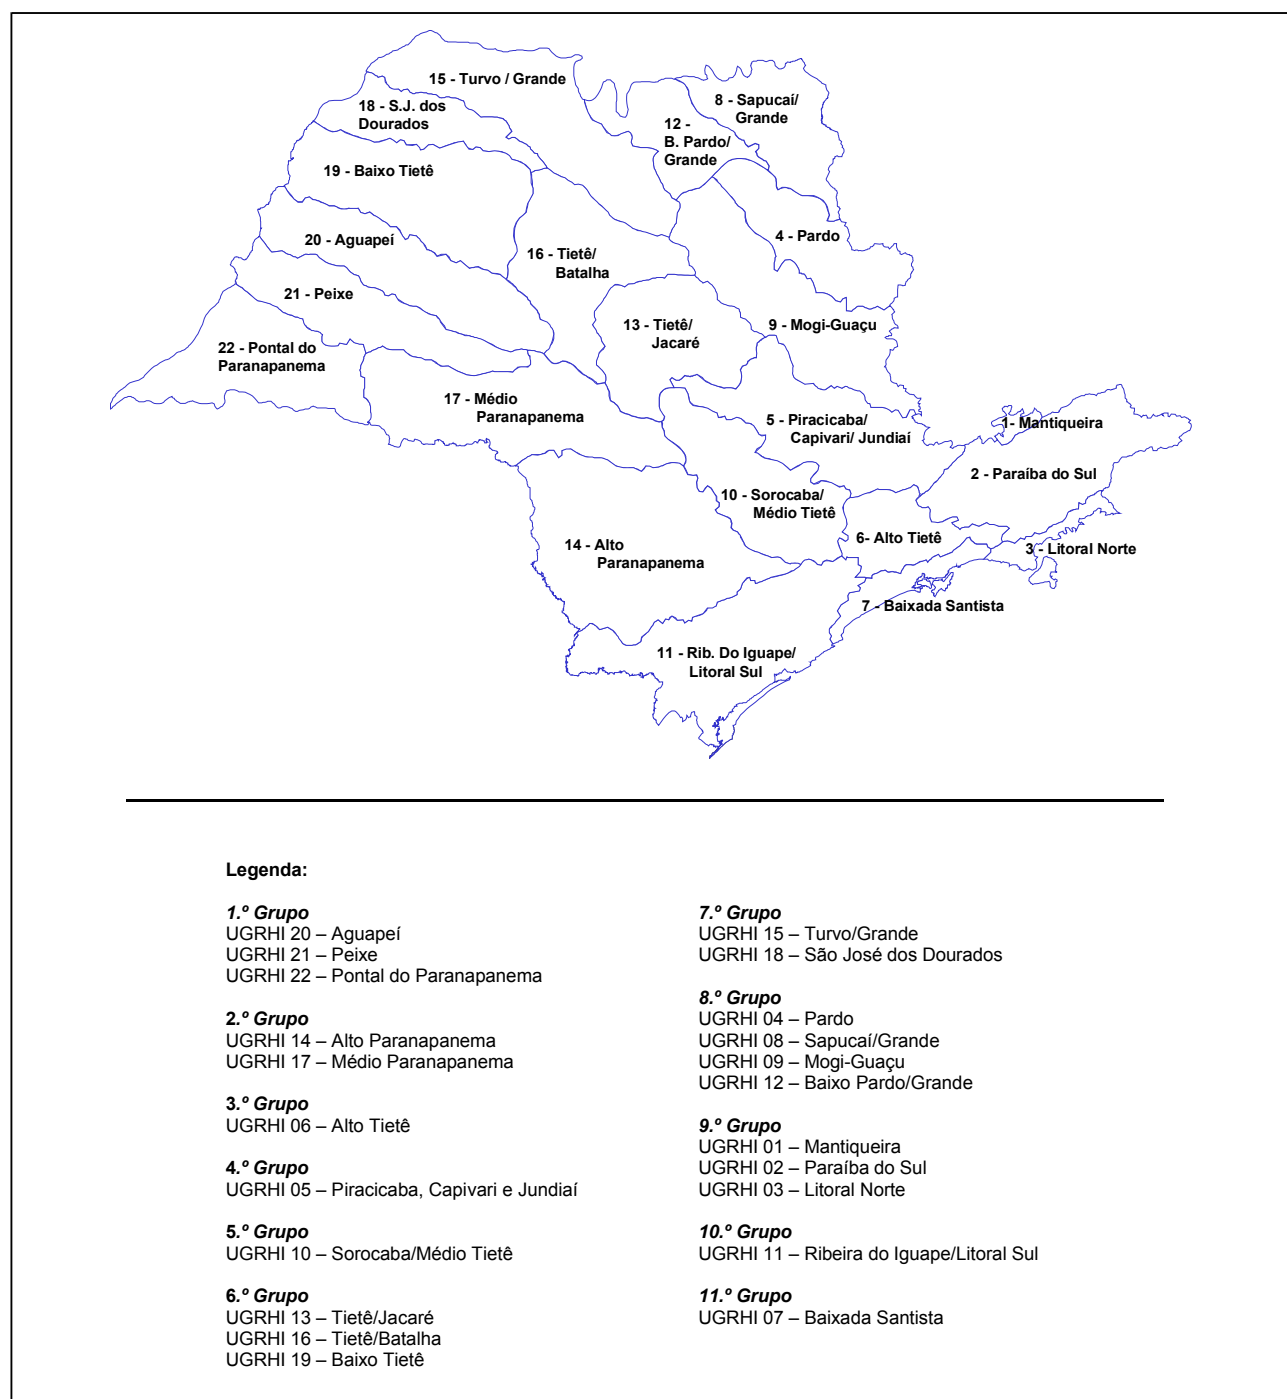 15 - Turvo / Grande
8 - Sapucaí/
Grande
18 - S.J. dos
Dourados
12 -
B. Pardo/
Grande
19 - Baixo Tietê
4 - Pardo
20 - Aguapeí
16 - Tietê/
Batalha
21 - Peixe
13 - Tietê/
Jacaré
9 - Mogi-Guaçu
22 - Pontal do
Paranapanema
17 - Médio
Paranapanema
5 - Piracicaba/
Capivari/ Jundiaí
1- Mantiqueira
2 - Paraíba do Sul
10 - Sorocaba/
Médio Tietê
6- Alto Tietê
14 - Alto
Paranapanema
3 - Litoral Norte
7 - Baixada Santista
11 - Rib. Do Iguape/
Litoral Sul
Legenda:
1.º Grupo
UGRHI 20 – Aguapeí
UGRHI 21 – Peixe
UGRHI 22 – Pontal do Paranapanema
2.º Grupo
UGRHI 14 – Alto Paranapanema
UGRHI 17 – Médio Paranapanema
3.º Grupo
UGRHI 06 – Alto Tietê
4.º Grupo
UGRHI 05 – Piracicaba, Capivari e Jundiaí
5.º Grupo
UGRHI 10 – Sorocaba/Médio Tietê
6.º Grupo
UGRHI 13 – Tietê/Jacaré
UGRHI 16 – Tietê/Batalha
UGRHI 19 – Baixo Tietê
7.º Grupo
UGRHI 15 – Turvo/Grande
UGRHI 18 – São José dos Dourados
8.º Grupo
UGRHI 04 – Pardo
UGRHI 08 – Sapucaí/Grande
UGRHI 09 – Mogi-Guaçu
UGRHI 12 – Baixo Pardo/Grande
9.º Grupo
UGRHI 01 – Mantiqueira
UGRHI 02 – Paraíba do Sul
UGRHI 03 – Litoral Norte
10.º Grupo
UGRHI 11 – Ribeira do Iguape/Litoral Sul
11.º Grupo
UGRHI 07 – Baixada Santista